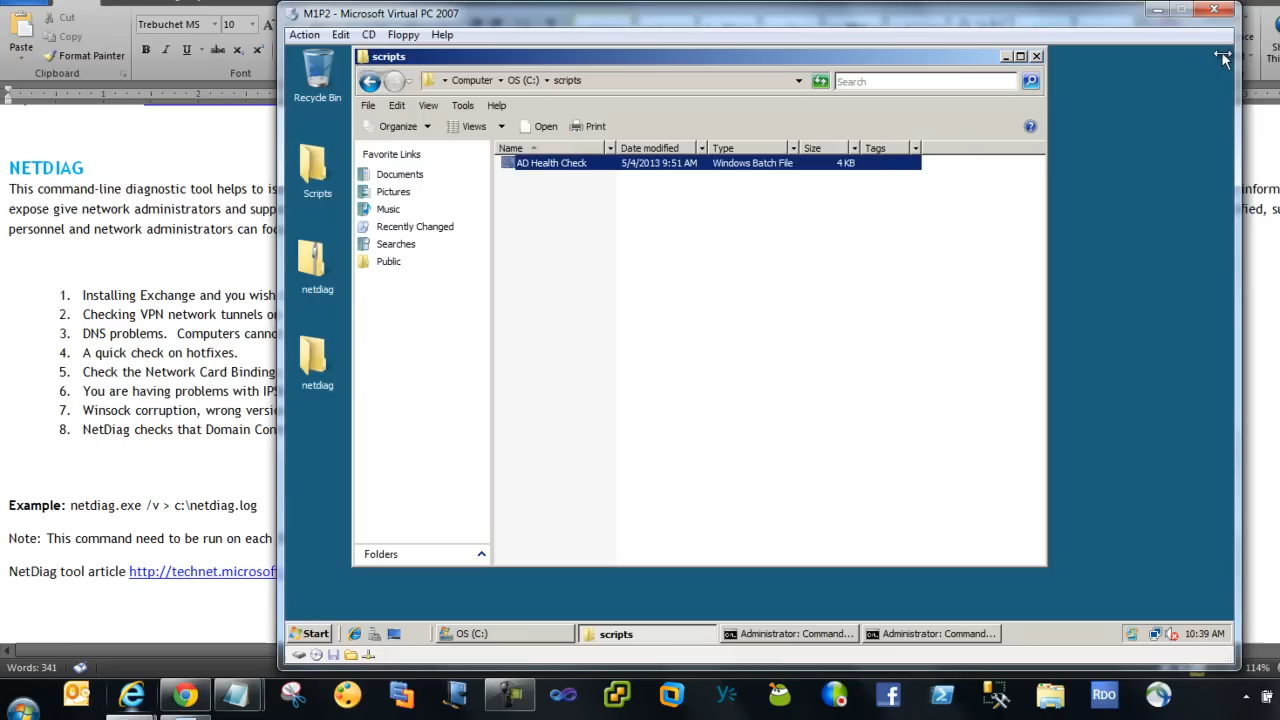 Cut
Copy
Paste
Format Painter
Clipboard
Trebuchet MS
10
B I U abc x x
Font
M1P2 - Microsoft Virtual PC 2007
Action Edit CD Floppy Help
Recycle Bin
Scripts
netdiag
netdiag
scripts
Computer OS (C:) scripts
Search
File Edit View Tools Help
Organize Views Open Print
Favorite Links
Documents
Pictures
Music
Recently Changed
Searches
Public
Folders
Name Date modified Type Size Tags
AD Health Check 5/4/2013 9:51 AM Windows Batch File 4 KB
Start
OS (C:)
scripts
Administrator: Command...
Administrator: Command...
10:39 AM
NETDIAG
This command-line diagnostic tool helps to
expose give network administrators and
personnel and network administrators can
1. Installing Exchange and you wish
2. Checking VPN network tunnels
3. DNS problems. Computers
4. A quick check on hotfixes.
5. Check the Network Card
6. You are having problems with
7. Winsock corruption, wrong
8. NetDiag checks that Domain
Example: netdiag.exe /v > c:\netdiag.log
Note: This command need to be run on each
NetDiag tool article http://technet.microsof
Words: 341
114%
RDO